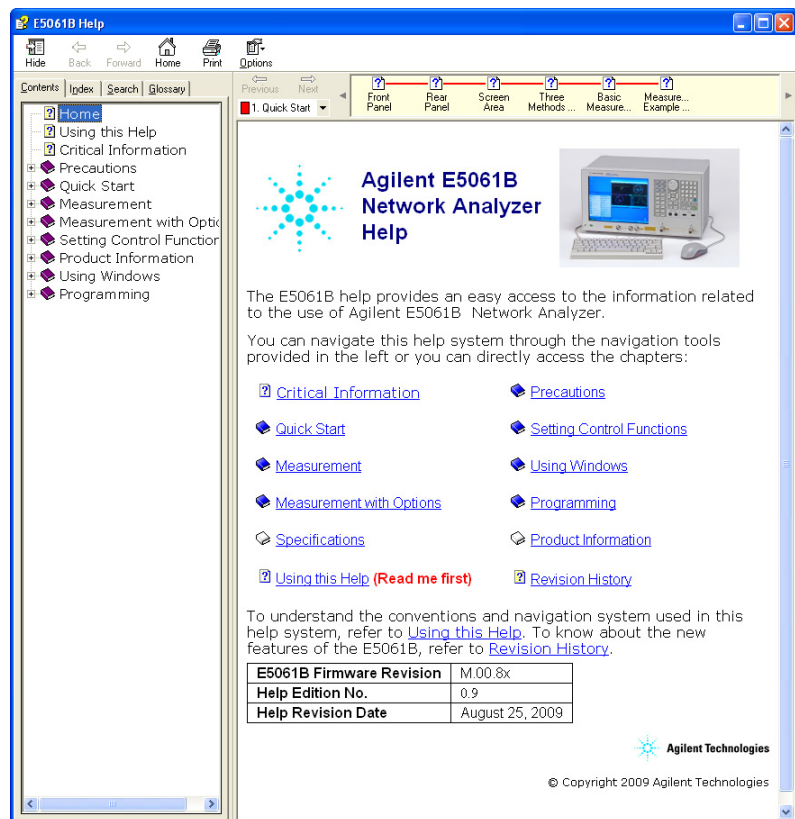 E5061B Help
Hide Back Forward Home Print Options
Contents Index Search Glossary
Home
Using this Help
Critical Information
Precautions
Quick Start
Measurement
Measurement with Optic
Setting Control Function
Product Information
Using Windows
Programming
Previous Next
1. Quick Start
Front Panel
Rear Panel
Screen Area
Three Methods ...
Basic Measure...
Measure... Example ...
Agilent E5061B
Network Analyzer
Help
The E5061B help provides an easy access to the information related
to the use of Agilent E5061B Network Analyzer.
You can navigate this help system through the navigation tools
provided in the left or you can directly access the chapters:
Critical Information Precautions
Quick Start Setting Control Functions
Measurement Using Windows
Measurement with Options Programming
Specifications Product Information
Using this Help (Read me first) Revision History
To understand the conventions and navigation system used in this
help system, refer to Using this Help. To know about the new
features of the E5061B, refer to Revision History.
E5061B Firmware Revision M.00.8x
Help Edition No. 0.9
Help Revision Date August 25, 2009
Agilent Technologies
© Copyright 2009 Agilent Technologies